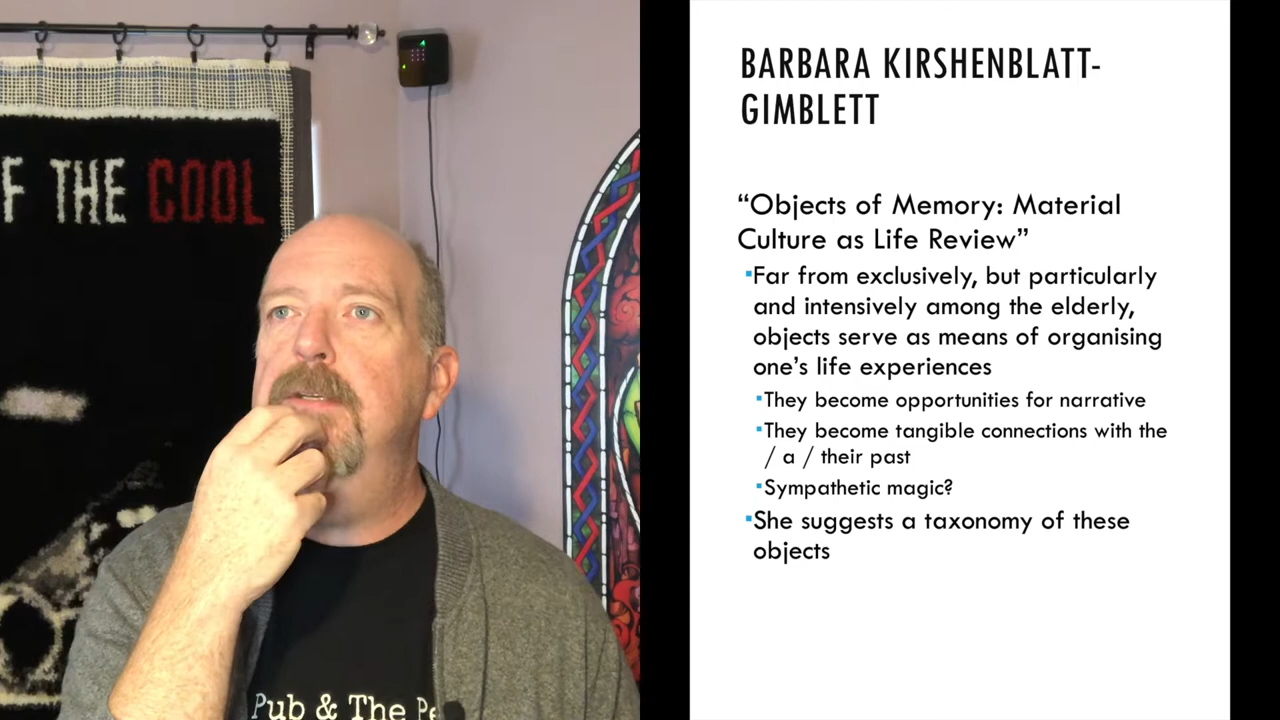 F THE COOL
BARBARA KIRSHENBLATT-
GIMBLETT
“Objects of Memory: Material
Culture as Life Review”
▪Far from exclusively, but particularly
and intensively among the elderly,
objects serve as means of organising
one’s life experiences
▪They become opportunities for narrative
▪They become tangible connections with the
/ a / their past
▪Sympathetic magic?
▪She suggests a taxonomy of these
objects
Pub & The Pe